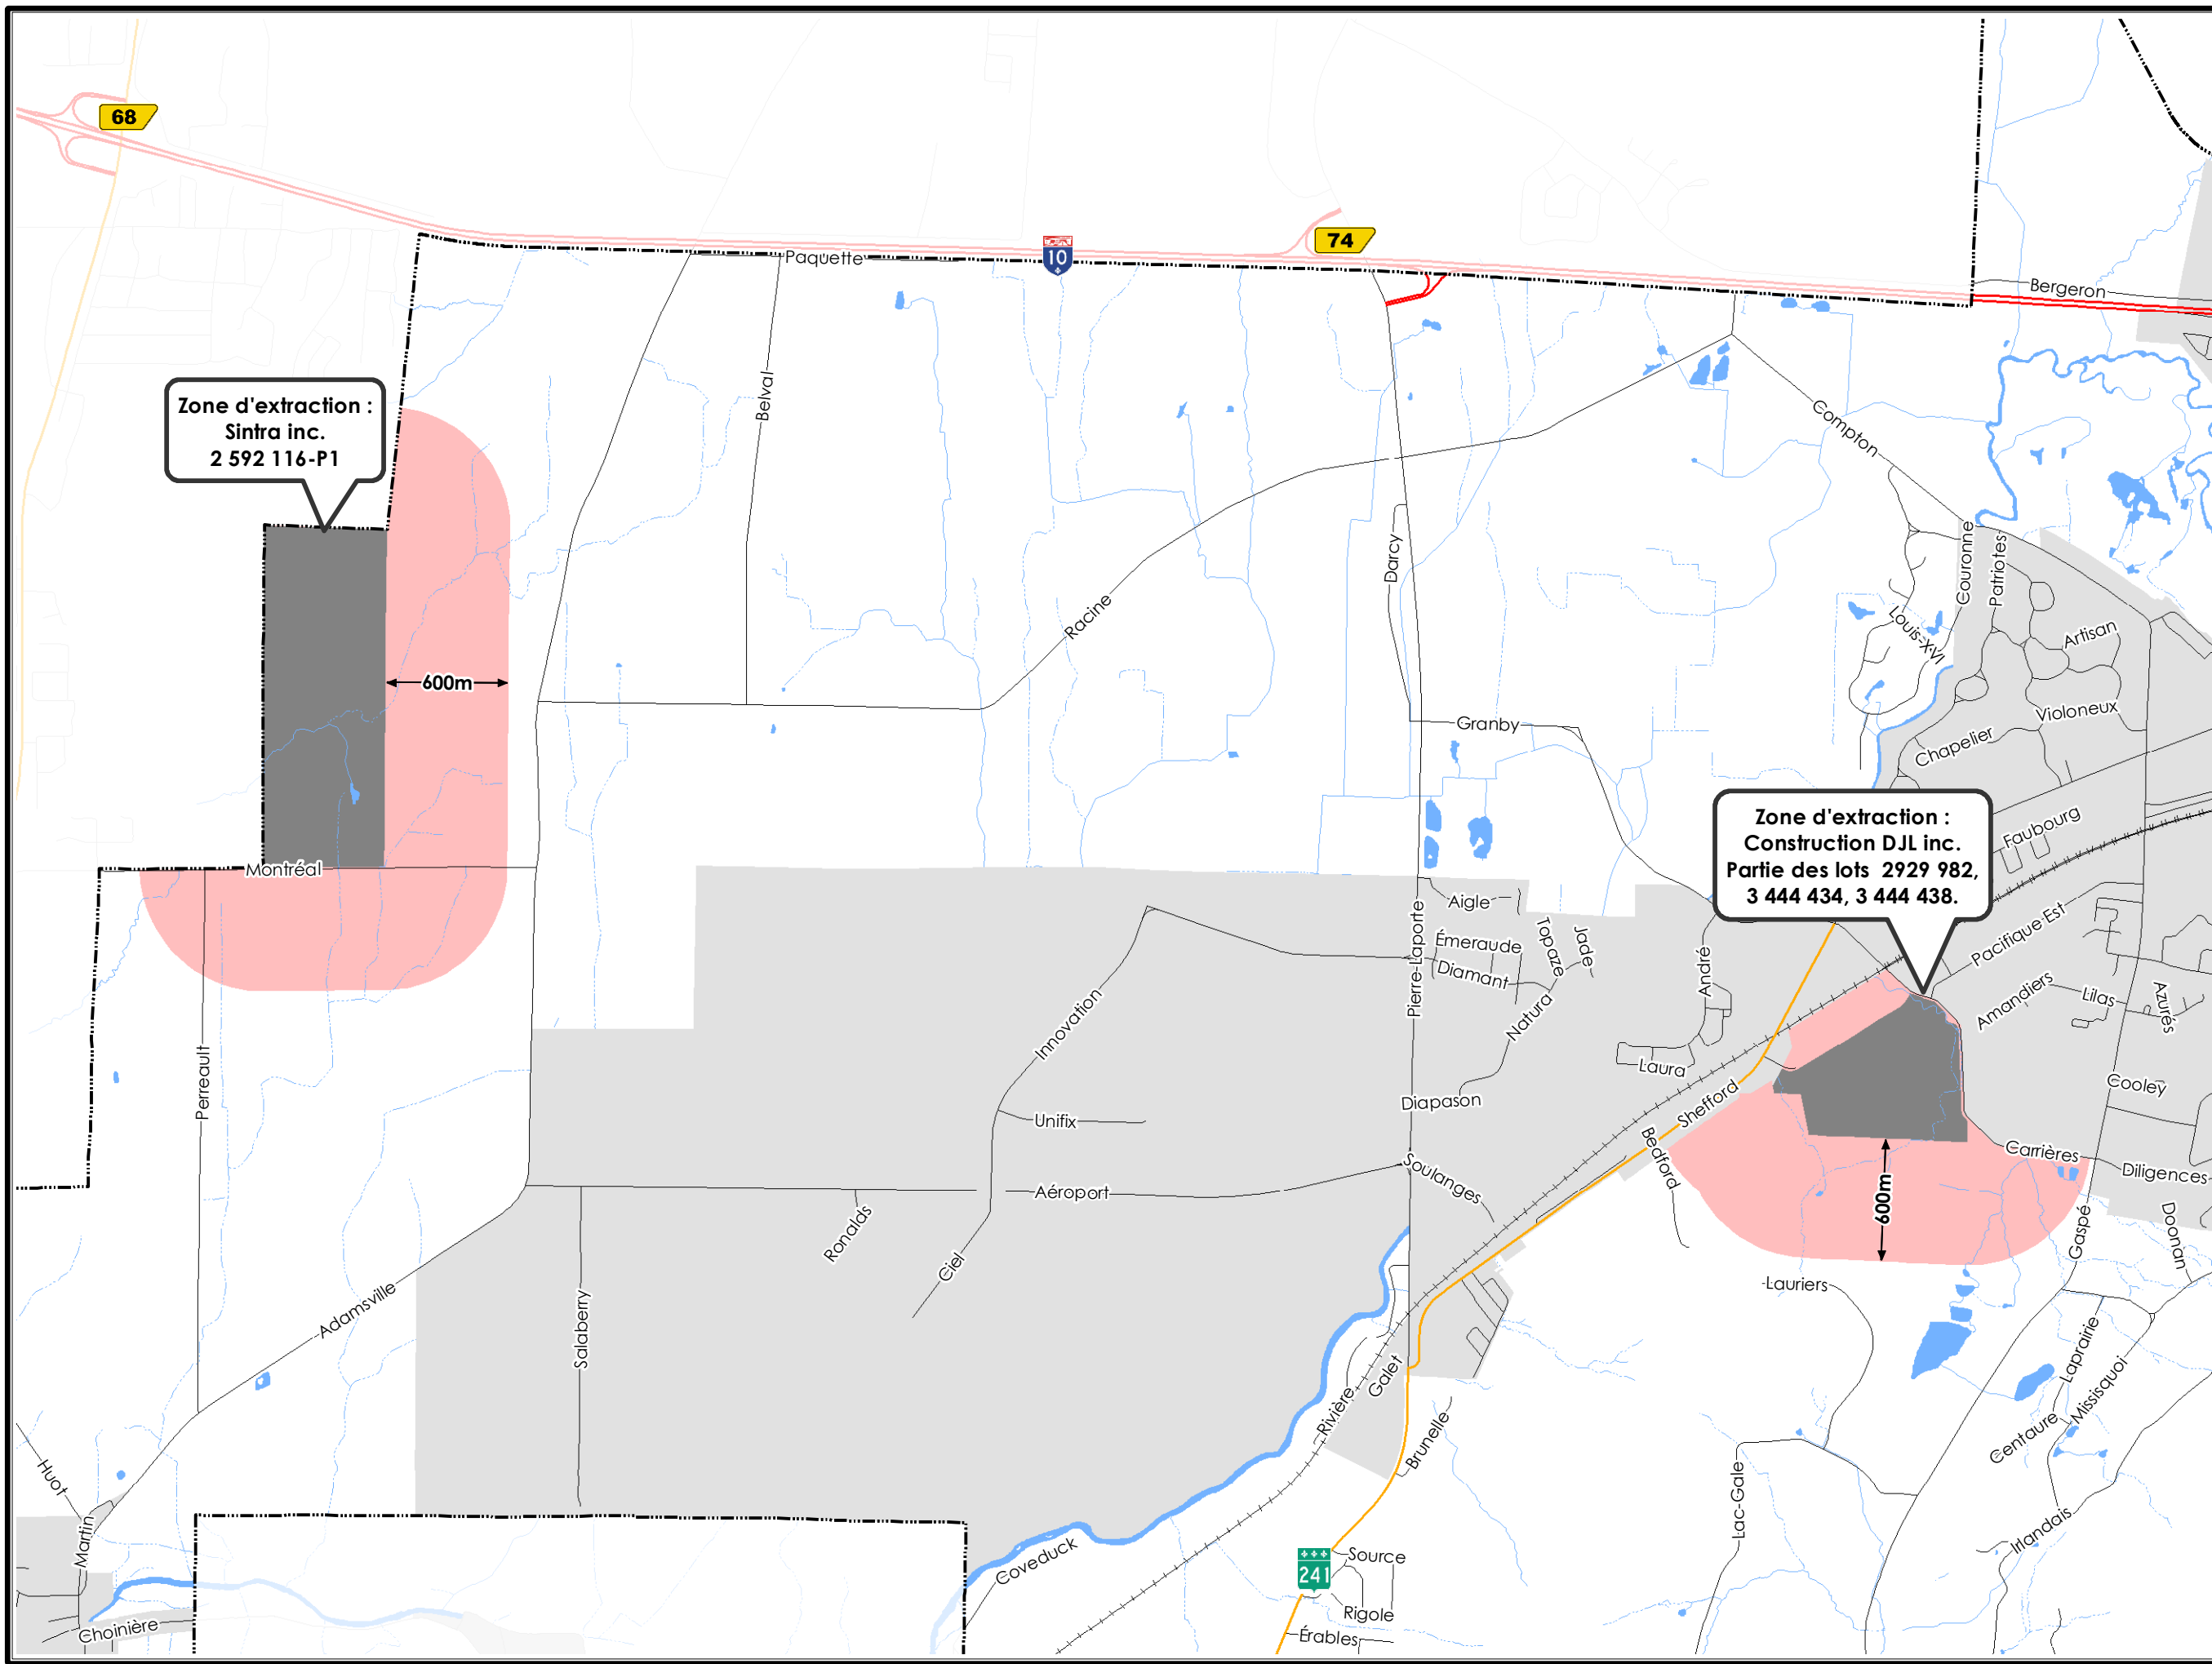 68
74
10
Paquette
Bergeron
Zone d'extraction :
Sintra inc.
2 592 116-P1
Belval
Compton
Darcy
Couronne
Patriotes
Racine
Louis-XVI
Artisan
600m
Violoneux
Granby
Chapelier
Zone d'extraction :
Construction DJL inc.
Partie des lots 2929 982,
3 444 434, 3 444 438.
Faubourg
Montréal
Aigle
Pierre-Laporte
Émeraude
Topaze
Jade
Diamant
André
Pacifique Est
Amandiers
Lilas
Azurés
Innovation
Natura
Perreault
Laura
Cooley
Shefford
Diapason
Unifix
Bedford
Carrières
Soulanges
Diligences
Aéroport
600m
Ronalds
Gaspé
Doonan
Ciel
Lauriers
Adamsville
Salaberry
Laprairie
Galet
Missisquoi
Rivière
Brunelle
Centaure
Huot
Lac-Gale
Martin
Irlandais
Coveduck
Source
241
Rigole
Choinière
Érables